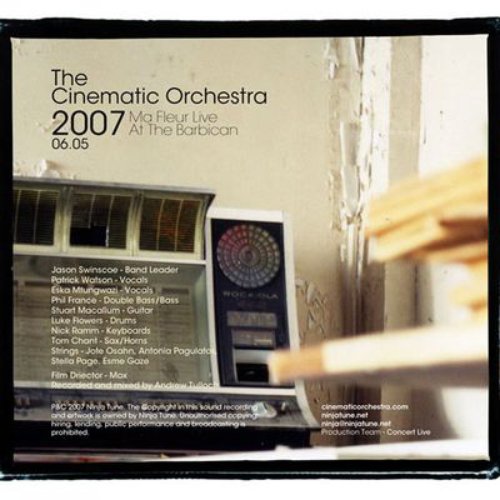 The
Cinematic Orchestra
2007 Ma Fleur Live
At The Barbican
06.05
ROCK-OLA
Jason Swinscoe - Band Leader
Patrick Watson - Vocals
Eska Mtungwazi - Vocals
Phil France - Double Bass/Bass
Stuart Macallum - Guitar
Luke Flowers - Drums
Nick Ramm - Keyboards
Tom Chant - Sax/Horns
Strings - Jote Osahn, Antonia Pagulatos,
Stella Page, Esme Gaze
Film Driector - Max
Recorded and mixed by Andrew Tulloch
P&C 2007 Ninja Tune. The Copyright in this sound recording
and artwork is owned by Ninja Tune. Unauthorised copying,
hiring, lending, public performance and broadcasting is
prohibited.
cinematicorchestra.com
ninjatune.net
ninja@ninjatune.net
Production Team - Concert Live